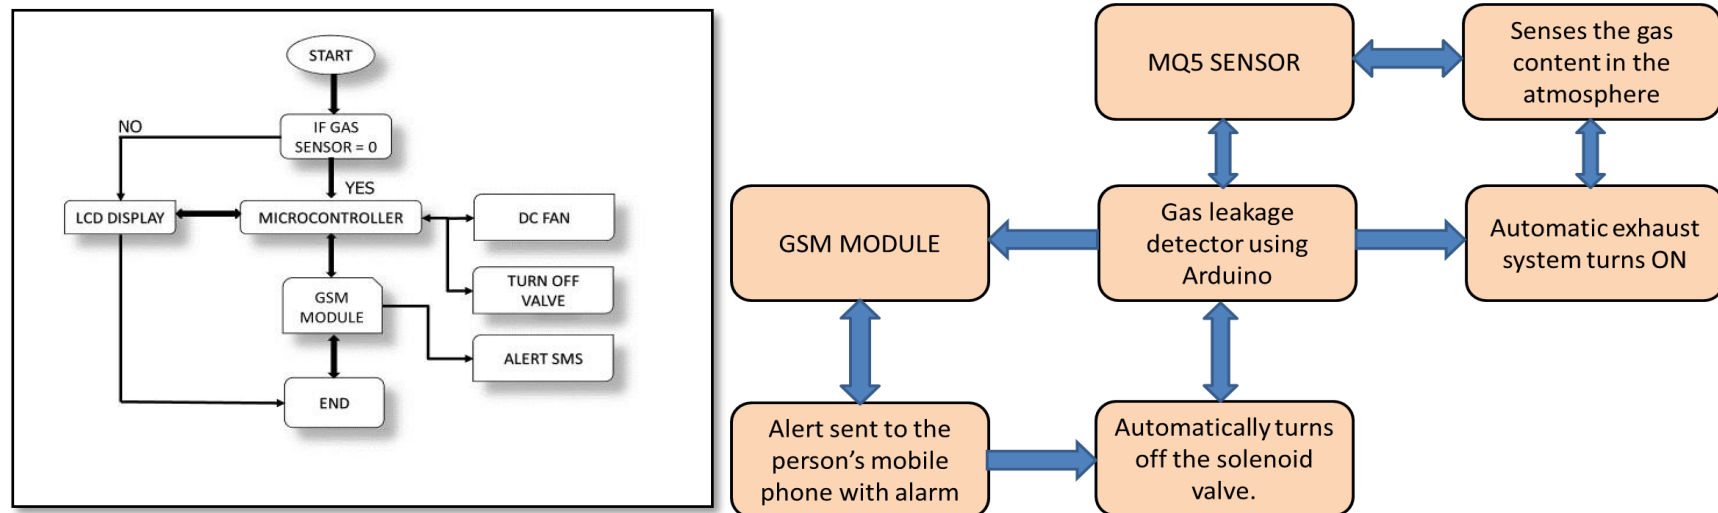 START
NO
IF GAS
SENSOR = 0
YES
LCD DISPLAY
MICROCONTROLLER
DC FAN
TURN OFF
VALVE
GSM
MODULE
ALERT SMS
END
MQ5 SENSOR
Senses the gas
content in the
atmosphere
GSM MODULE
Gas leakage
detector using
Arduino
Automatic exhaust
system turns ON
Alert sent to the
person’s mobile
phone with alarm
Automatically turns
off the solenoid
valve.